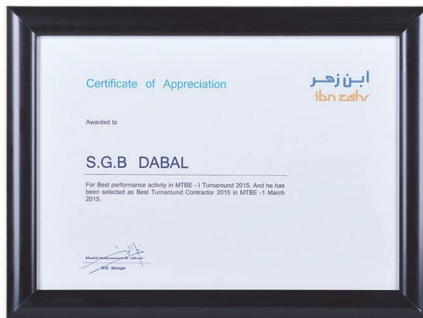 Certificate of Appreciation
ابن زهر
ibn zahr
Awarded to
S.G.B DABAL
For Best performance activity in MTBE - I Turnaround 2015. And he has
been selected as Best Turnaround Contractor 2015 in MTBE -1 March
2015.
SHE Manager